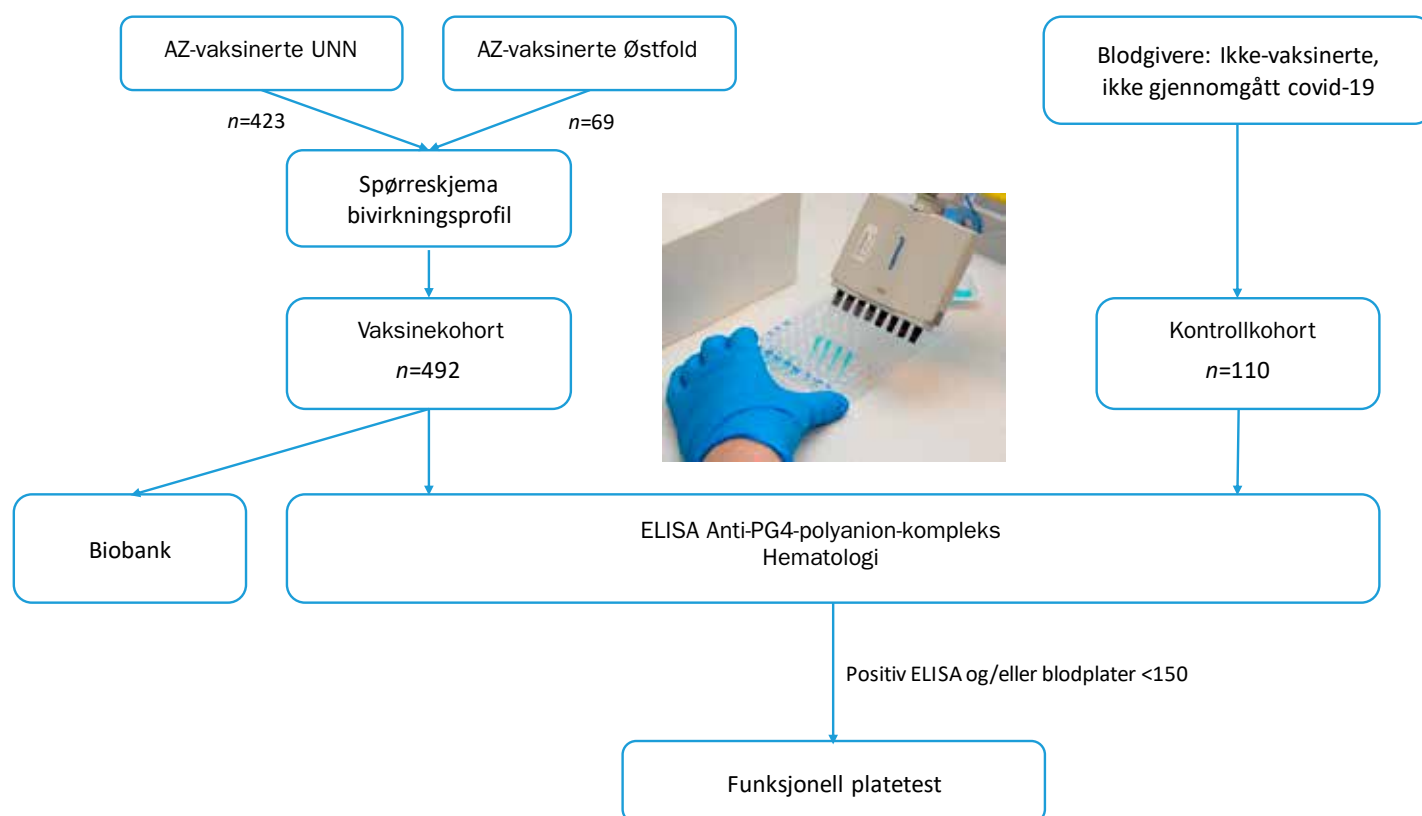 AZ-vaksinerte UNN
AZ-vaksinerte Østfold
Blodgivere: Ikke-vaksinerte,
ikke gjennomgått covid-19
n=423
n=69
Spørreskjema
bivirkningsprofil
Vaksinekohort
n=492
Kontrollkohort
n=110
Biobank
ELISA Anti-PG4-polyanion-kompleks
Hematologi
Positiv ELISA og/eller blodplater <150
Funksjonell platetest